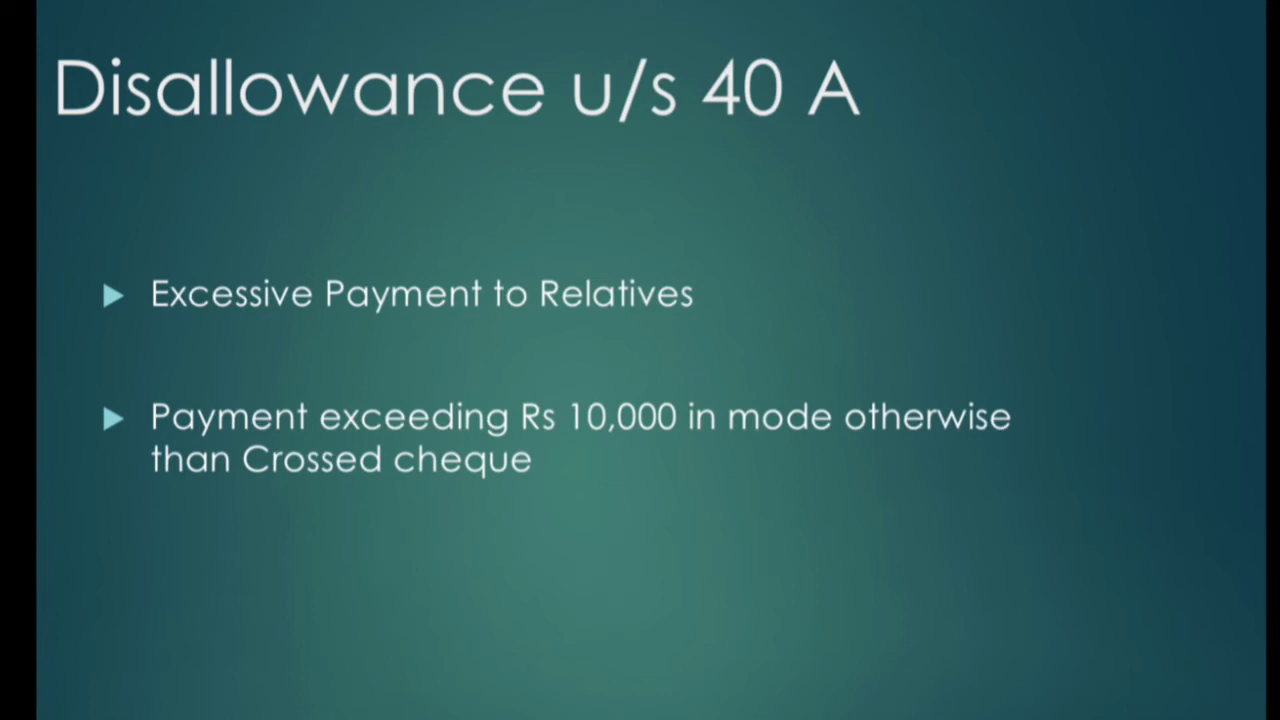 Disallowance u/s 40 A
Excessive Payment to Relatives
Payment exceeding Rs 10,000 in mode otherwise
than Crossed cheque